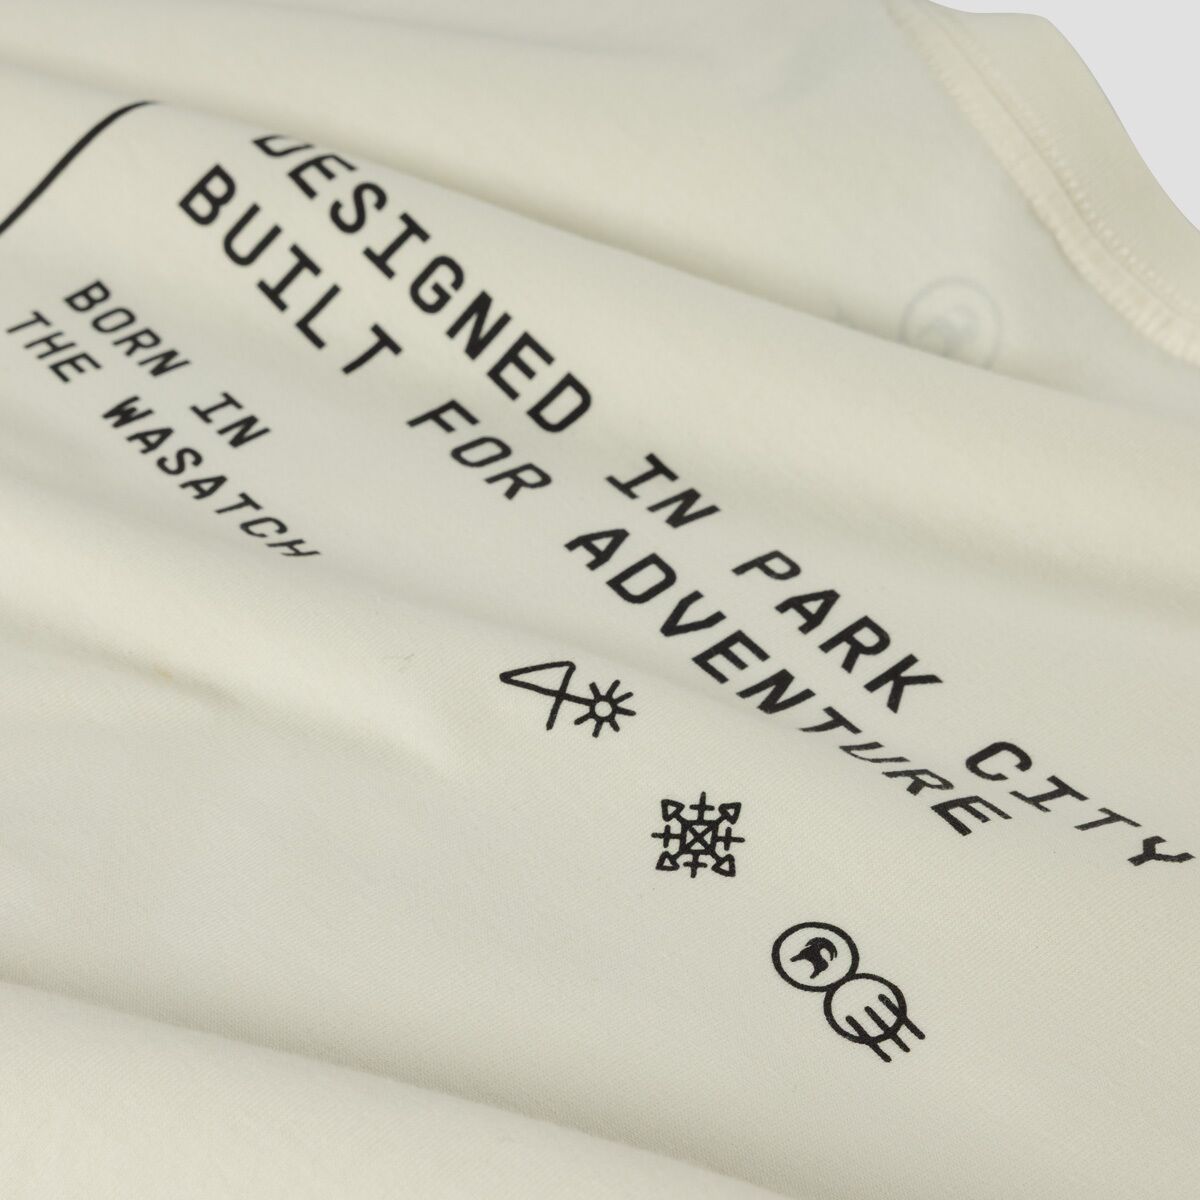 DESIGNED IN PARK CITY
BUILT FOR ADVENTURE
BORN IN
THE WASATCH